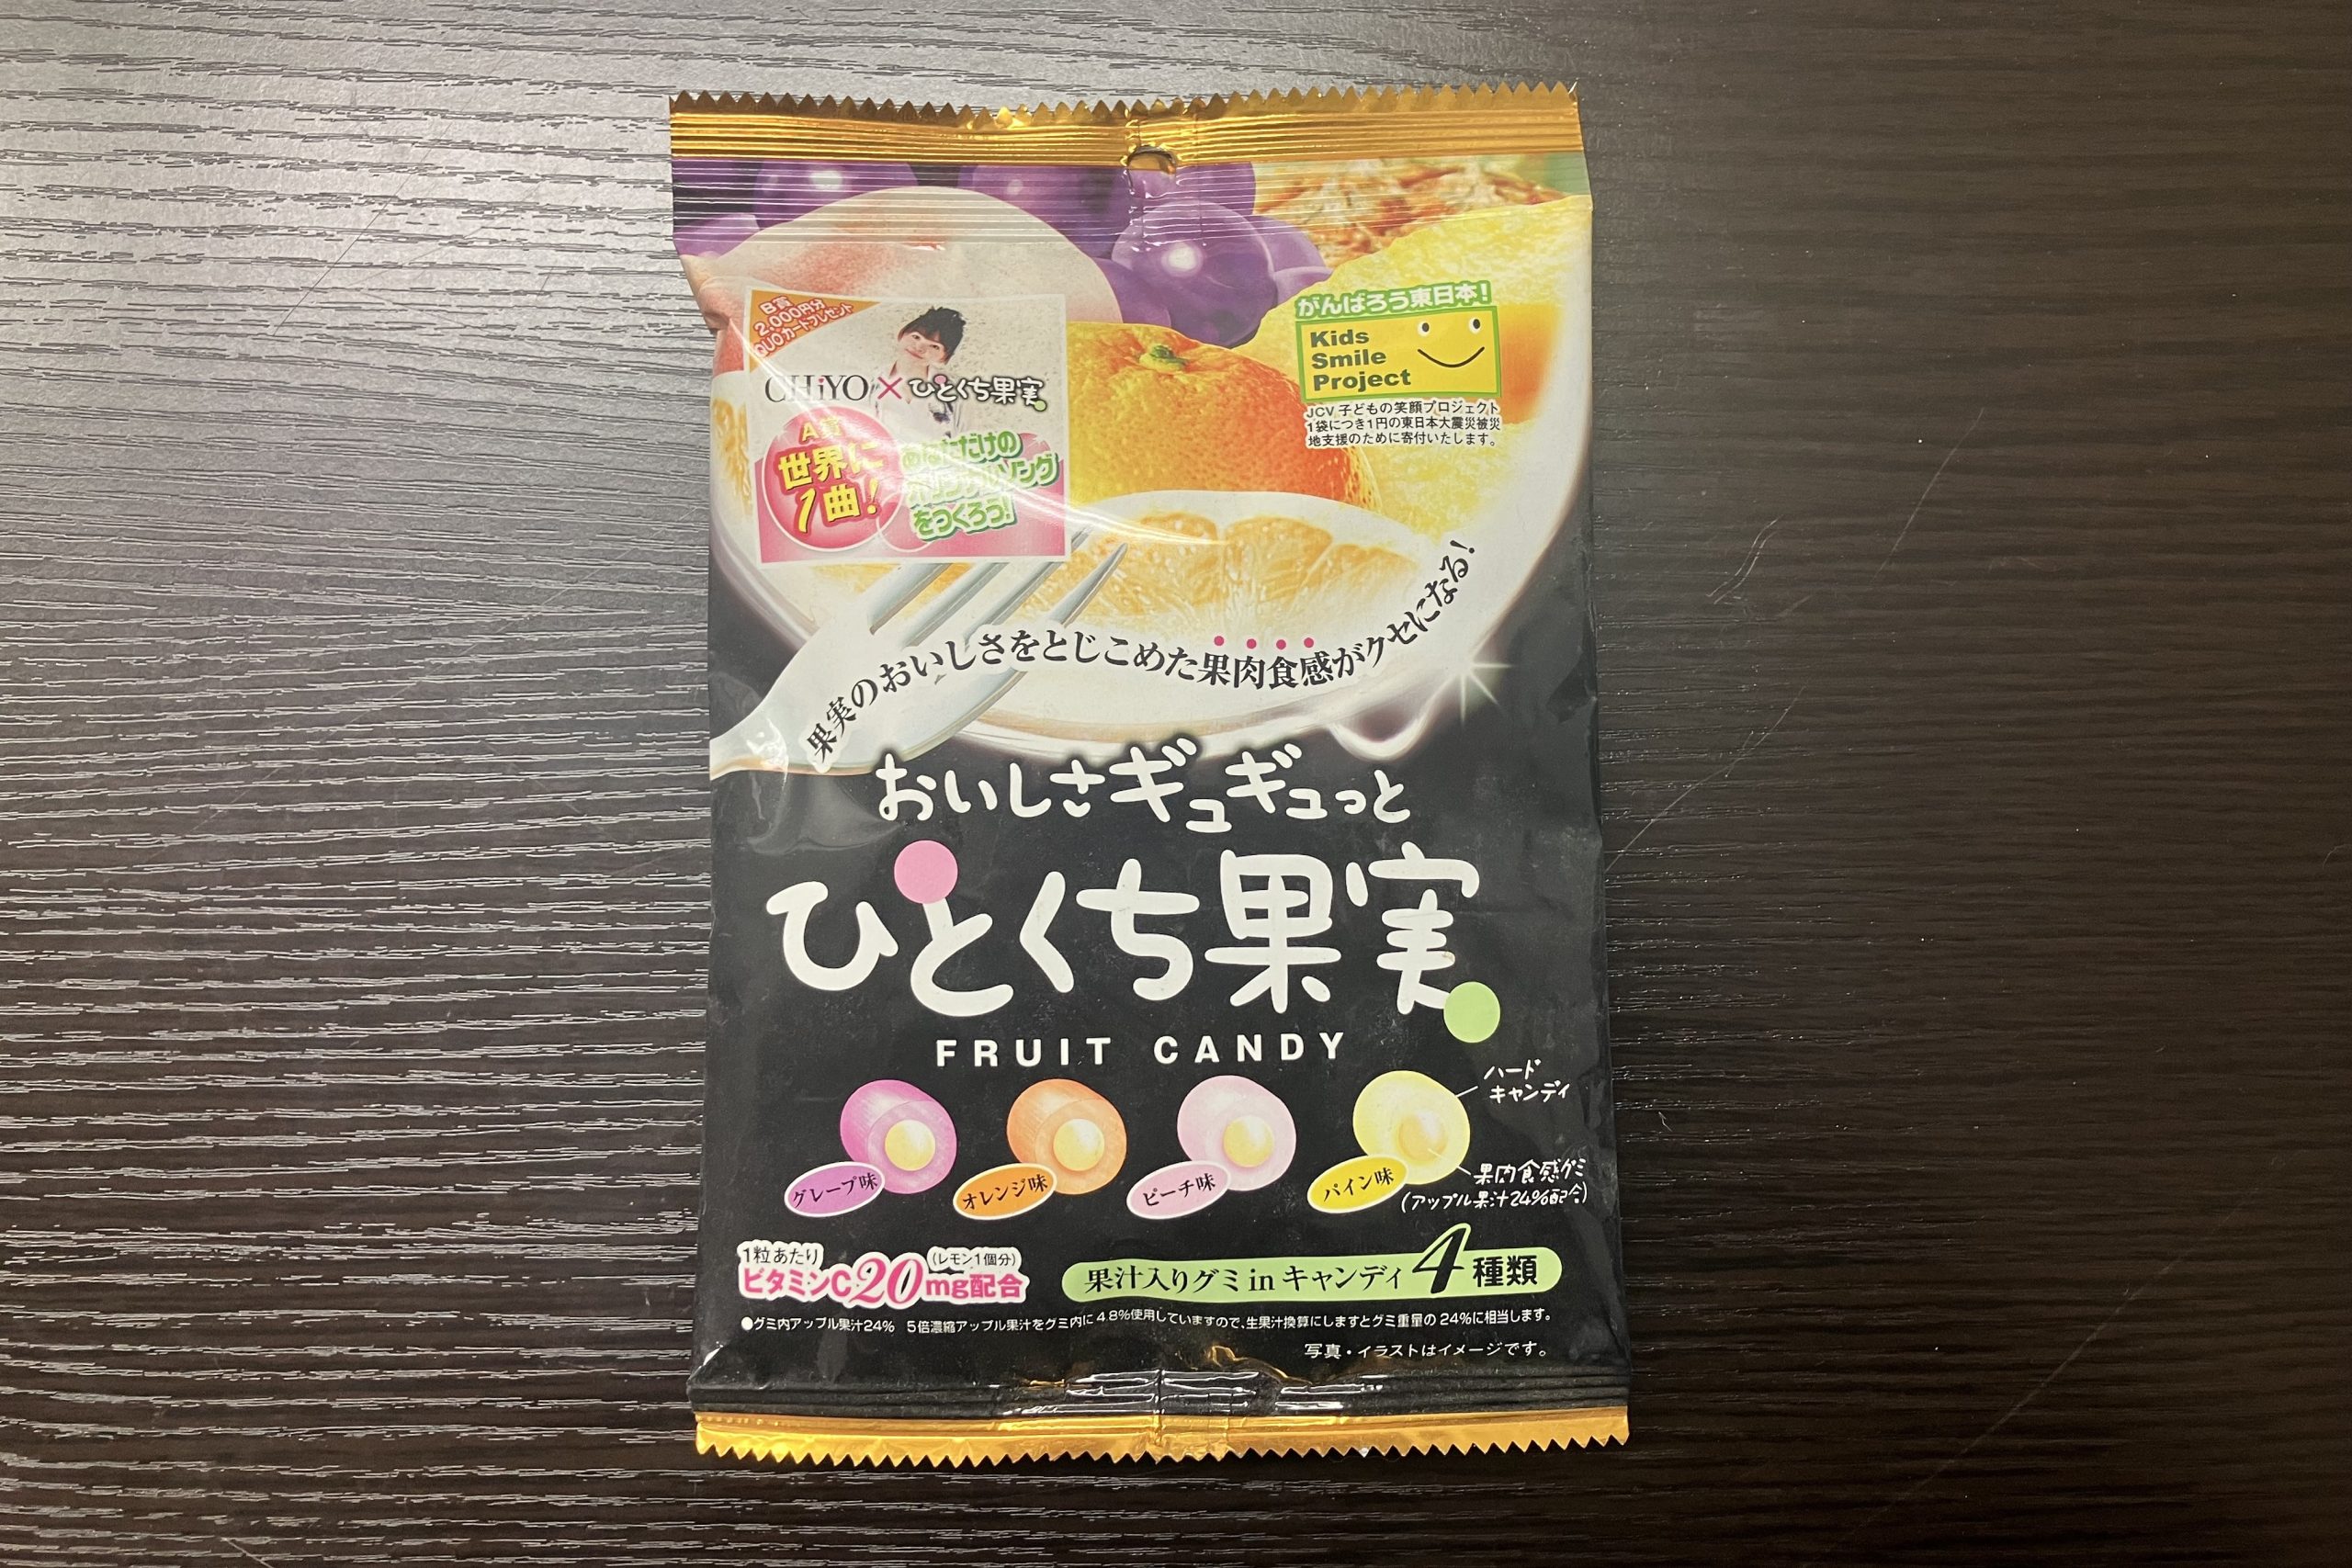 B賞
2,000円分
QUOカードプレゼント
CHiYO×ひとくち果実
A賞
世界に
1曲!
あなただけの
オリジナルソング
をつくろう!
がんばろう東日本!
Kids
Smile
Project
JCV 子どもの笑顔プロジェクト
1袋につき1円の東日本大震災被災
地支援のために寄付いたします。
果実のおいしさをとじこめた果肉食感がクセになる!
おいしさギュギュっと
ひとくち果実
FRUIT CANDY
ハード
キャンディ
グレープ味
オレンジ味
ピーチ味
パイン味
果肉食感グミ
(アップル果汁24%配合)
1粒あたり
(レモン1個分)
ビタミンC20mg配合
果汁入りグミinキャンディ4種類
●グミ内アップル果汁24% 5倍濃縮アップル果汁をグミ内に4.8%使用していますので、生果汁換算にしますとグミ重量の24%に相当します。
写真・イラストはイメージです。